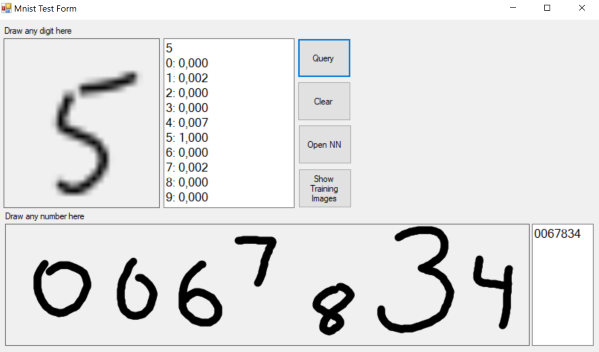 Mnist Test Form
Draw any digit here
5
5
0: 0,000
1: 0,002
2: 0,000
3: 0,000
4: 0,007
5: 1,000
6: 0,000
7: 0,002
8: 0,000
9: 0,000
Query
Clear
Open NN
Show
Training
Images
Draw any number here
0067834
0067834